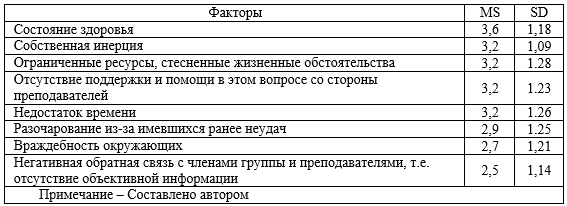 Факторы MS SD
Состояние здоровья 3,6 1,18
Собственная инерция 3,2 1,09
Ограниченные ресурсы, стесненные жизненные обстоятельства 3,2 1.28
Отсутствие поддержки и помощи в этом вопросе со стороны
преподавателей 3,2 1.23
Недостаток времени 3,2 1.26
Разочарование из-за имевшихся ранее неудач 2,9 1.25
Враждебность окружающих 2,7 1,21
Негативная обратная связь с членами группы и преподавателями, т.е.
отсутствие объективной информации 2,5 1,14
Примечание – Составлено автором